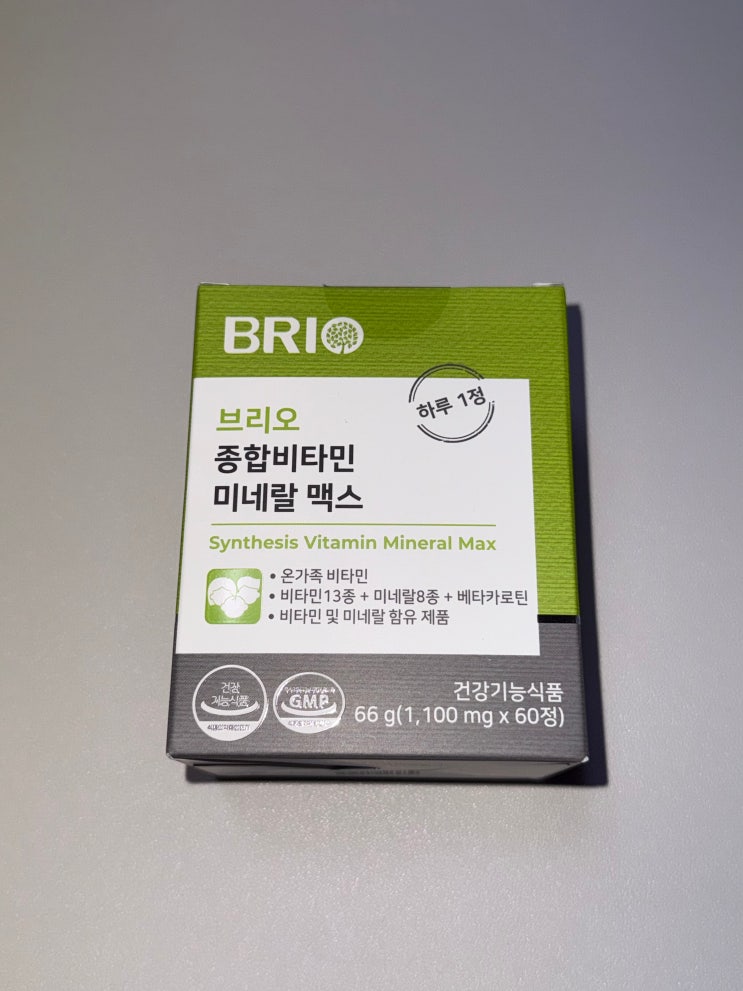 BRIO
하루 1정
브리오
종합비타민
미네랄 맥스
Synthesis Vitamin Mineral Max
• 온가족 비타민
• 비타민13종 + 미네랄8종 + 베타카로틴
• 비타민 및 미네랄 함유 제품
건강
기능식품
GMP
건강기능식품
66 g(1,100 mg x 60정)